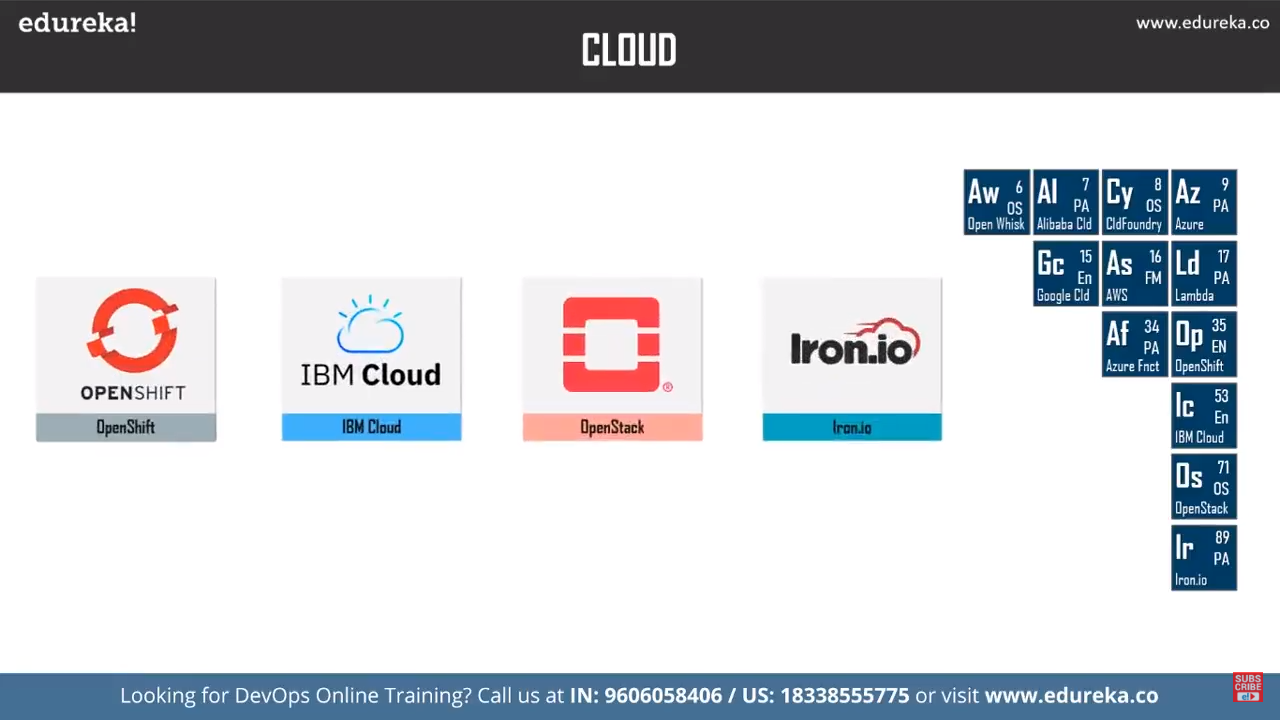 edureka!
www.edureka.co
CLOUD
Aw 6 OS Open Whisk
Al 7 PA Alibaba Cld
Cy 8 OS CldFoundry
Az 9 PA Azure
Gc 15 En Google Cld
As 16 FM AWS
Ld 17 PA Lambda
Af 34 PA Azure Fnct
Op 35 EN OpenShift
Ic 53 En IBM Cloud
Os 71 OS OpenStack
Ir 89 PA Iron.io
OPENSHIFT
OpenShift
IBM Cloud
IBM Cloud
®
OpenStack
Iron.io
Iron.io
Looking for DevOps Online Training? Call us at IN: 9606058406 / US: 18338555775 or visit www.edureka.co
SUBS
CRIBE
e!